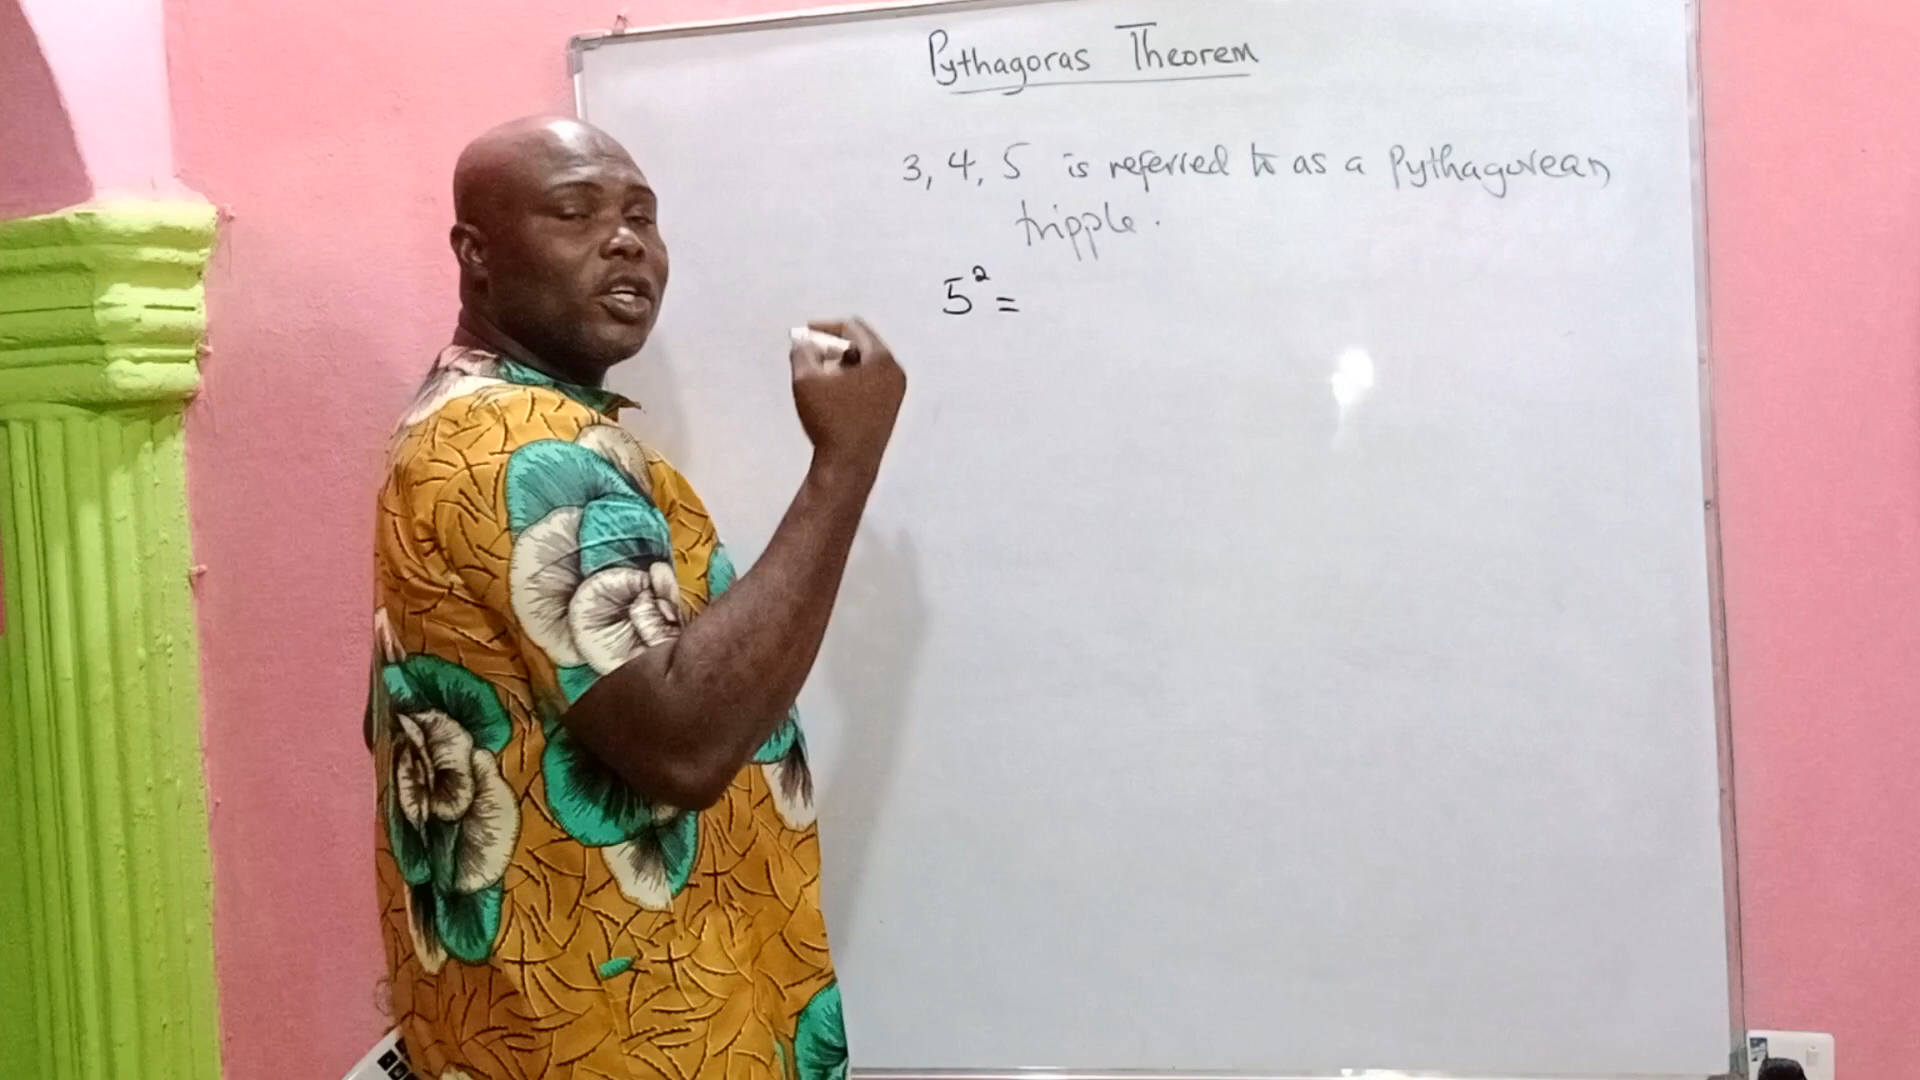 Pythagoras Theorem
3, 4, 5 is referred to as a Pythagorean
tripple.
5² =